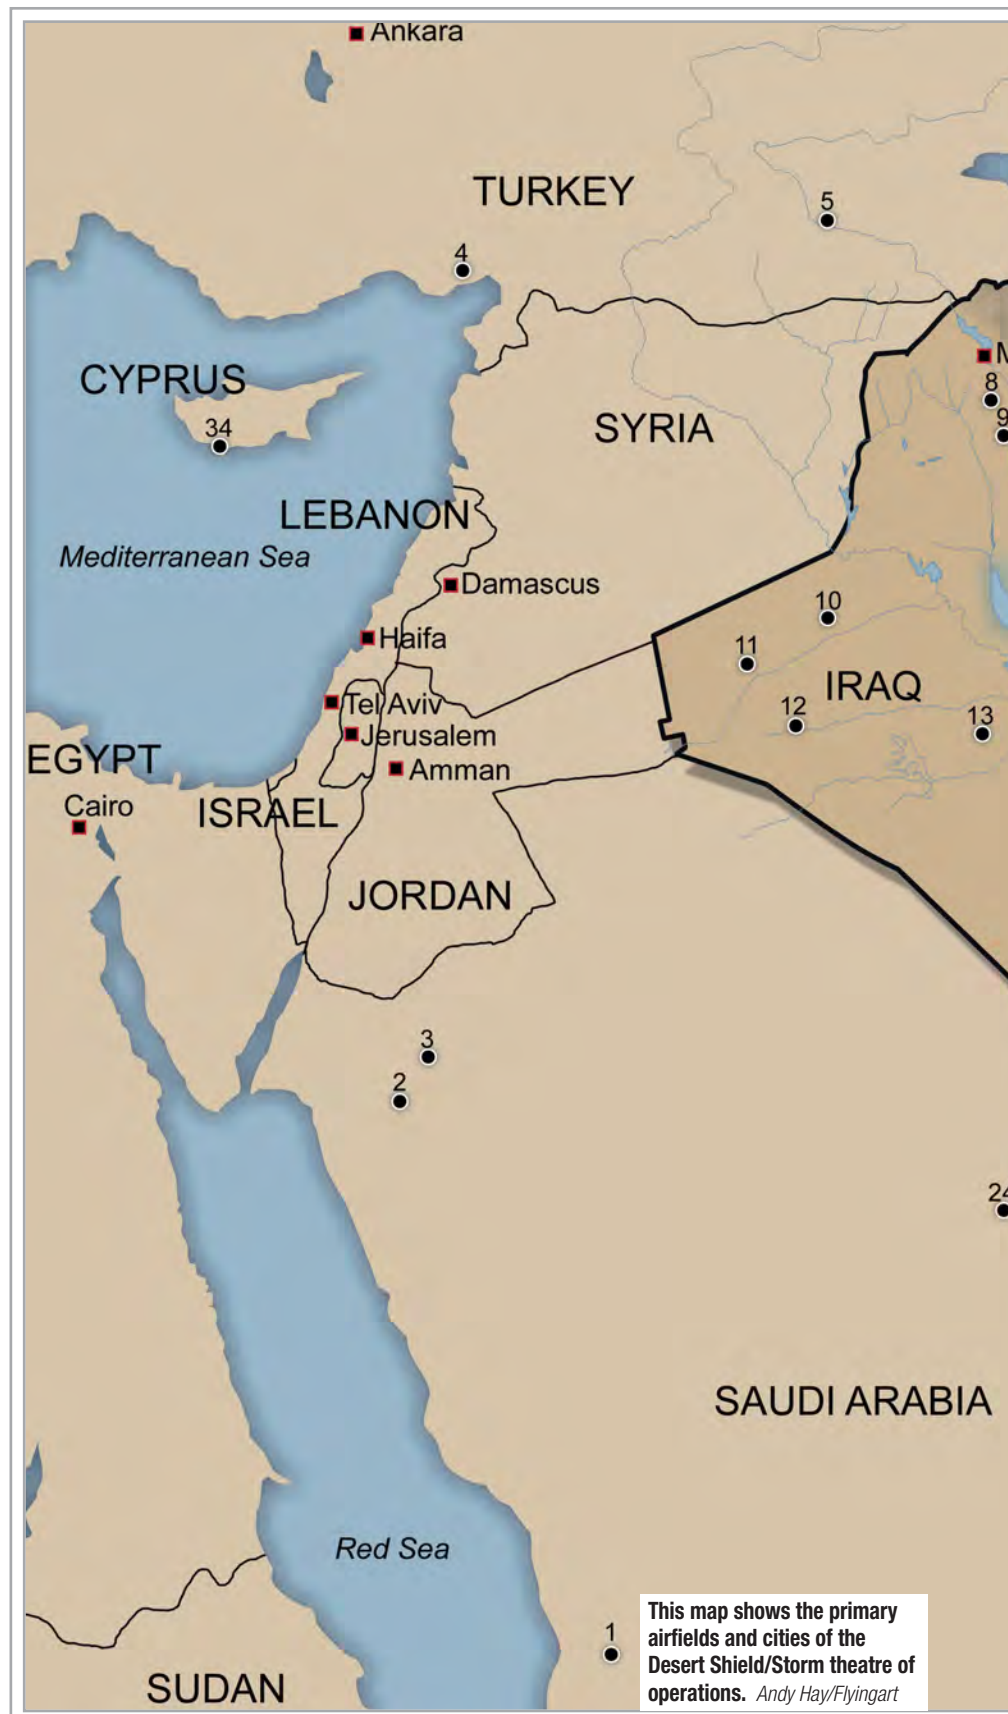 Ankara
TURKEY
5
4
CYPRUS
M
8
34
9
SYRIA
LEBANON
Mediterranean Sea
Damascus
10
Haifa
11
IRAQ
Tel Aviv
12
13
Jerusalem
EGYPT
Amman
Cairo
ISRAEL
JORDAN
3
2
24
SAUDI ARABIA
Red Sea
1
SUDAN
This map shows the primary
airfields and cities of the
Desert Shield/Storm theatre of
operations. Andy Hay/Flyingart